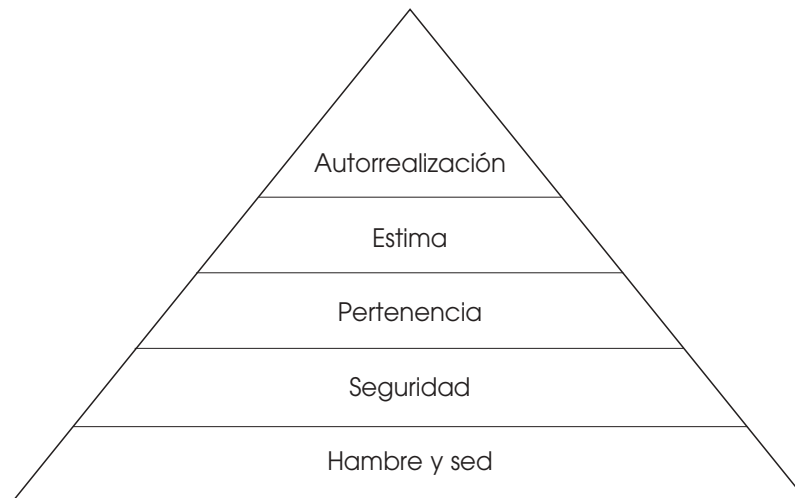 Autorrealización
Estima
Pertenencia
Seguridad
Hambre y sed